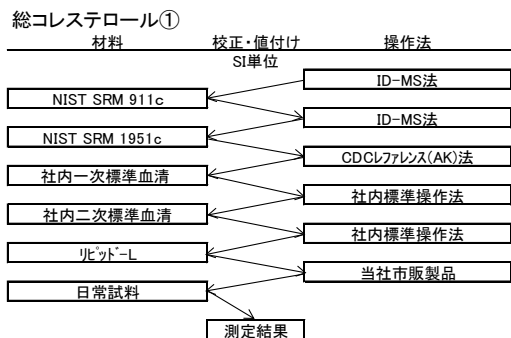 総コレステロール①
材料 校正・値付け 操作法
SI単位
ID-MS法
NIST SRM 911c
ID-MS法
NIST SRM 1951c
CDCレファレンス(AK)法
社内一次標準血清
社内標準操作法
社内二次標準血清
社内標準操作法
リピッド-L
当社市販製品
日常試料
測定結果